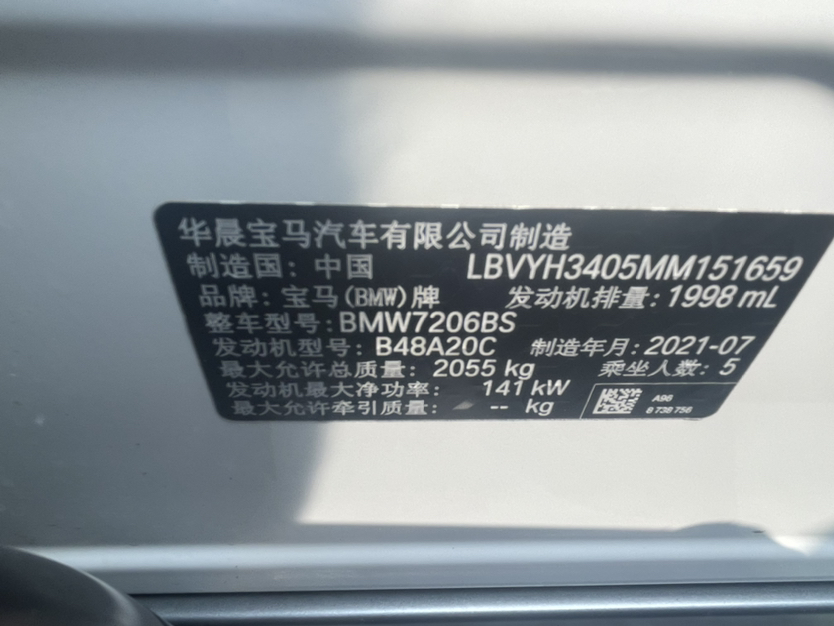 华晨宝马汽车有限公司制造
制造国: 中国 LBVYH3405MM151659
品牌: 宝马(BMW)牌 发动机排量: 1998 mL
整车型号: BMW7206BS
发动机型号: B48A20C 制造年月: 2021-07
最大允许总质量: 2055 kg 乘坐人数: 5
发动机最大净功率: 141 kW
最大允许牵引质量: -- kg
A96
8 738 756